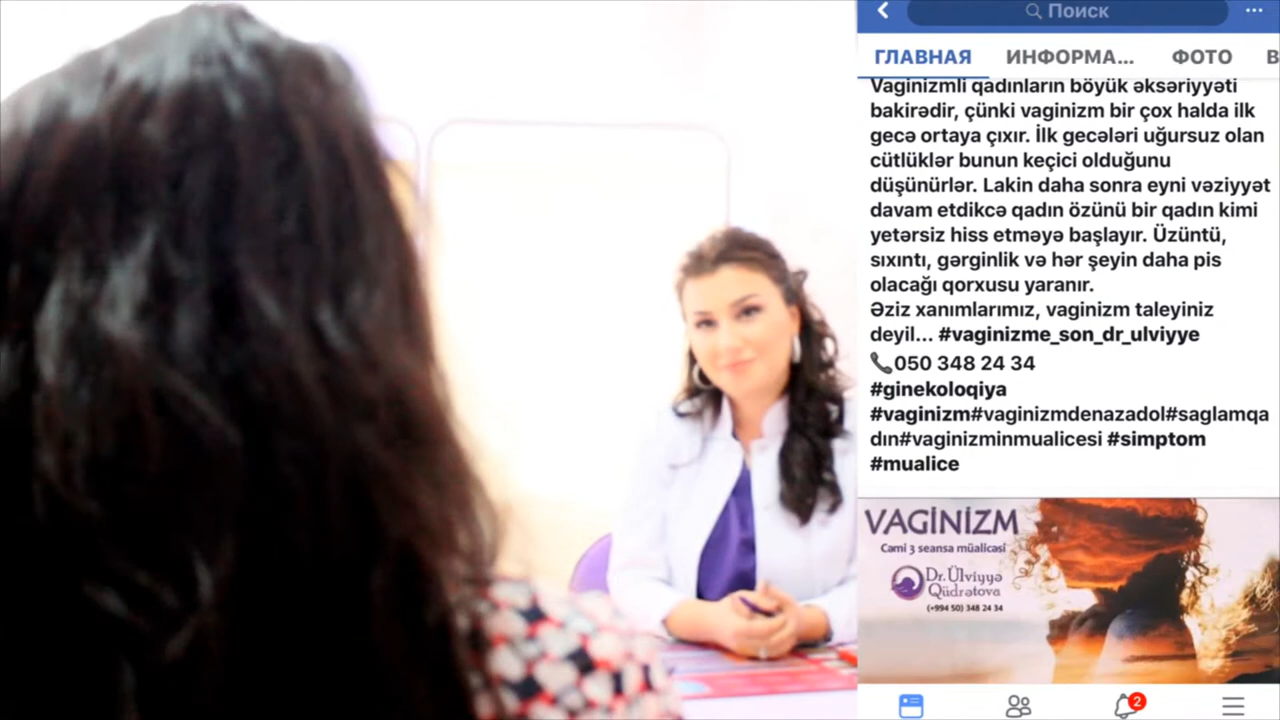 Поиск
ГЛАВНАЯ
ИНФОРМА...
ФОТО
В
Vaginizmli qadınların böyük əksəriyyəti
bakirədir, çünki vaginizm bir çox halda ilk
gecə ortaya çıxır. İlk gecələri uğursuz olan
cütlüklər bunun keçici olduğunu
düşünürlər. Lakin daha sonra eyni vəziyyət
davam etdikcə qadın özünü bir qadın kimi
yetərsiz hiss etməyə başlayır. Üzüntü,
sıxıntı, gərginlik və hər şeyin daha pis
olacağı qorxusu yaranır.
Əziz xanımlarımız, vaginizm taleyiniz
deyil... #vaginizme_son_dr_ulviyye
📞050 348 24 34
#ginekoloqiya
#vaginizm#vaginizmdenazadol#saglamqa
dın#vaginizminmualicesi #simptom
#mualice
VAGİNİZM
Cəmi 3 seansa müalicəsi
Dr. Ülviyyə
Qüdrətova
(+994 50) 348 24 34
2